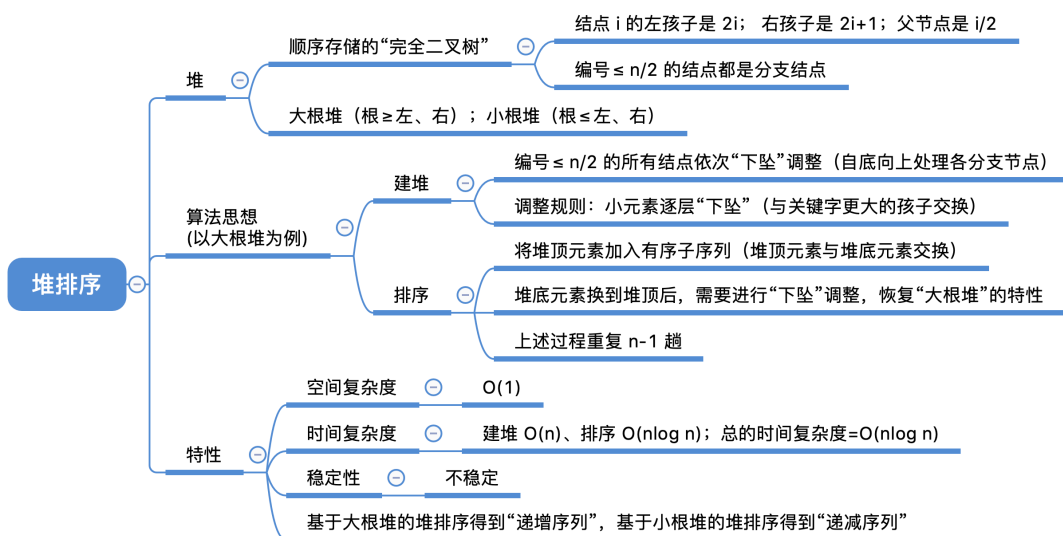 堆排序
堆
顺序存储的“完全二叉树”
结点 i 的左孩子是 2i； 右孩子是 2i+1；父节点是 i/2
编号≤ n/2 的结点都是分支结点
大根堆（根≥左、右）；小根堆（根≤左、右）
算法思想
(以大根堆为例)
建堆
编号≤ n/2 的所有结点依次“下坠”调整（自底向上处理各分支节点）
调整规则：小元素逐层“下坠”（与关键字更大的孩子交换）
排序
将堆顶元素加入有序子序列（堆顶元素与堆底元素交换）
堆底元素换到堆顶后，需要进行“下坠”调整，恢复“大根堆”的特性
上述过程重复 n-1 趟
特性
空间复杂度
O(1)
时间复杂度
建堆 O(n)、排序 O(nlog n)；总的时间复杂度=O(nlog n)
稳定性
不稳定
基于大根堆的堆排序得到“递增序列”，基于小根堆的堆排序得到“递减序列”